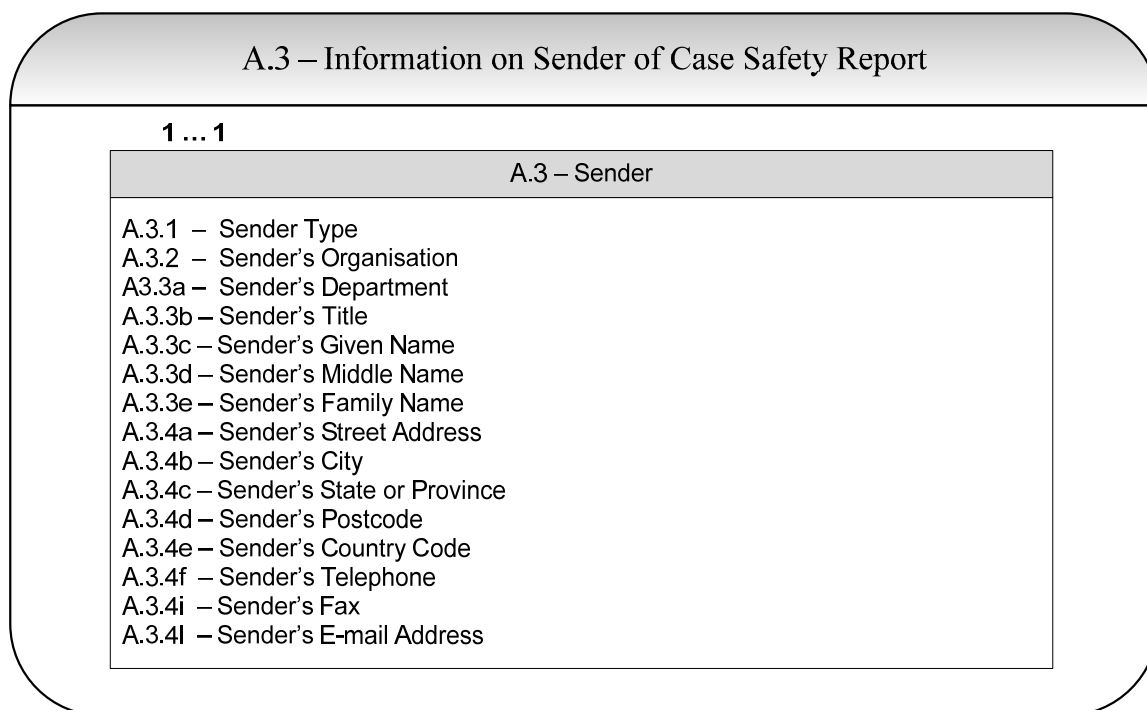 A.3 – Information on Sender of Case Safety Report
1 ... 1
A.3 – Sender
A.3.1 – Sender Type
A.3.2 – Sender's Organisation
A3.3a – Sender's Department
A.3.3b – Sender's Title
A.3.3c – Sender's Given Name
A.3.3d – Sender's Middle Name
A.3.3e – Sender's Family Name
A.3.4a – Sender's Street Address
A.3.4b – Sender's City
A.3.4c – Sender's State or Province
A.3.4d – Sender's Postcode
A.3.4e – Sender's Country Code
A.3.4f – Sender's Telephone
A.3.4i – Sender's Fax
A.3.4l – Sender's E-mail Address